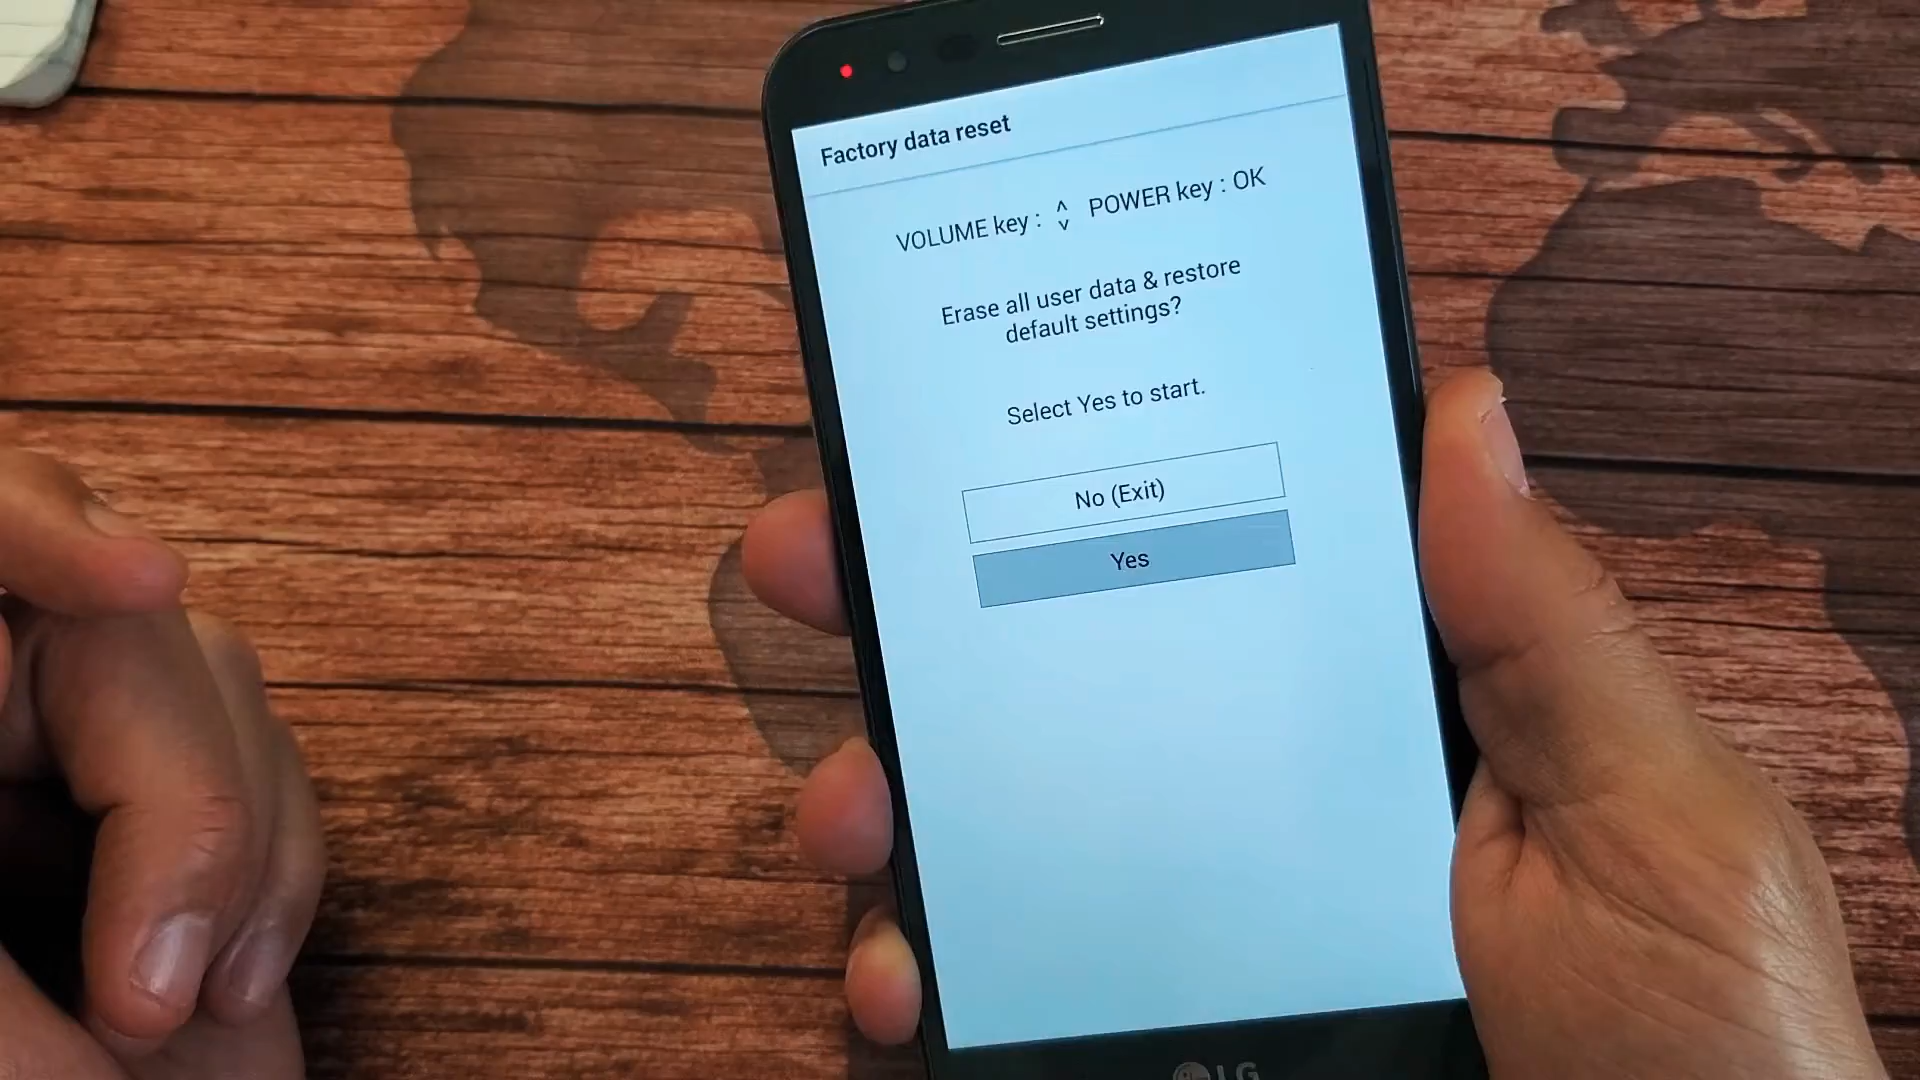 Factory data reset
VOLUME key : ^ v POWER key : OK
Erase all user data & restore
default settings?
Select Yes to start.
No (Exit)
Yes
LG